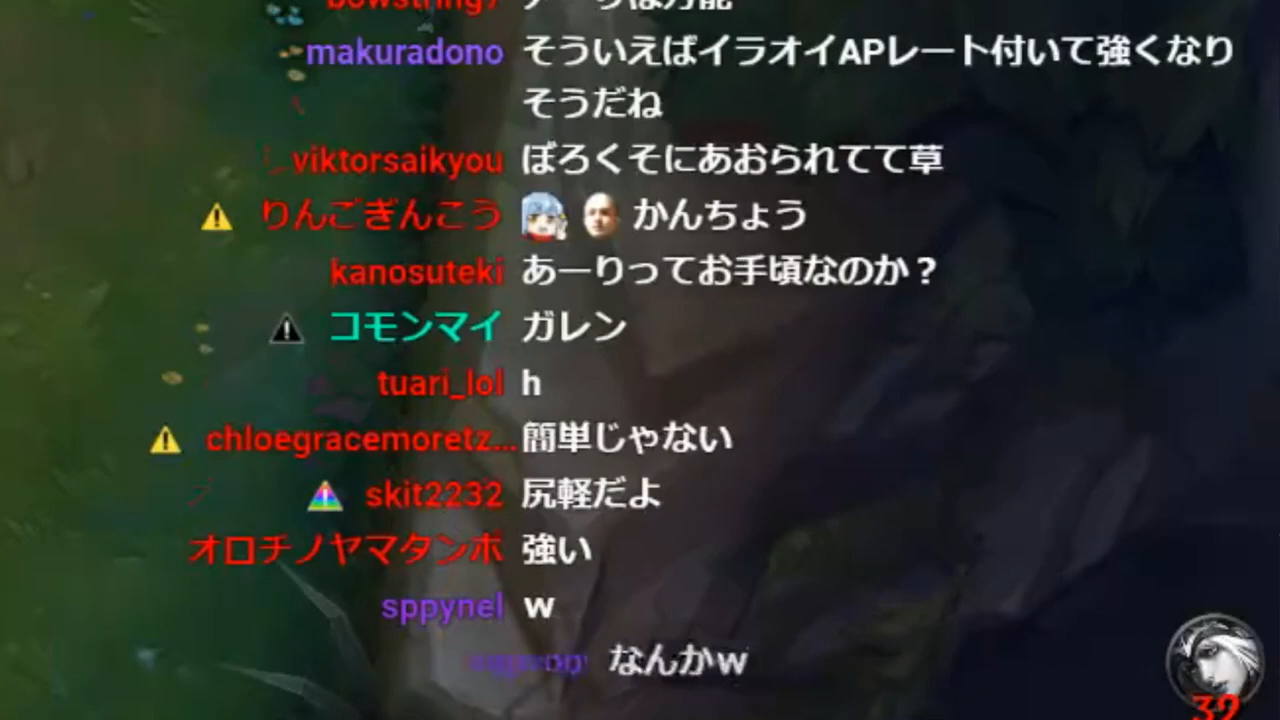 makuradono そういえばイラオイAPレート付いて強くなり
そうだね
viktorsaikyou ぼろくそにあおられてて草
りんごぎんこう かんちょう
kanosuteki あーりってお手頃なのか？
コモンマイ ガレン
tuari_lol h
chloegracemoretz... 簡単じゃない
skit2232 尻軽だよ
オロチノヤマタンボ 強い
sppynel w
なんかw
32